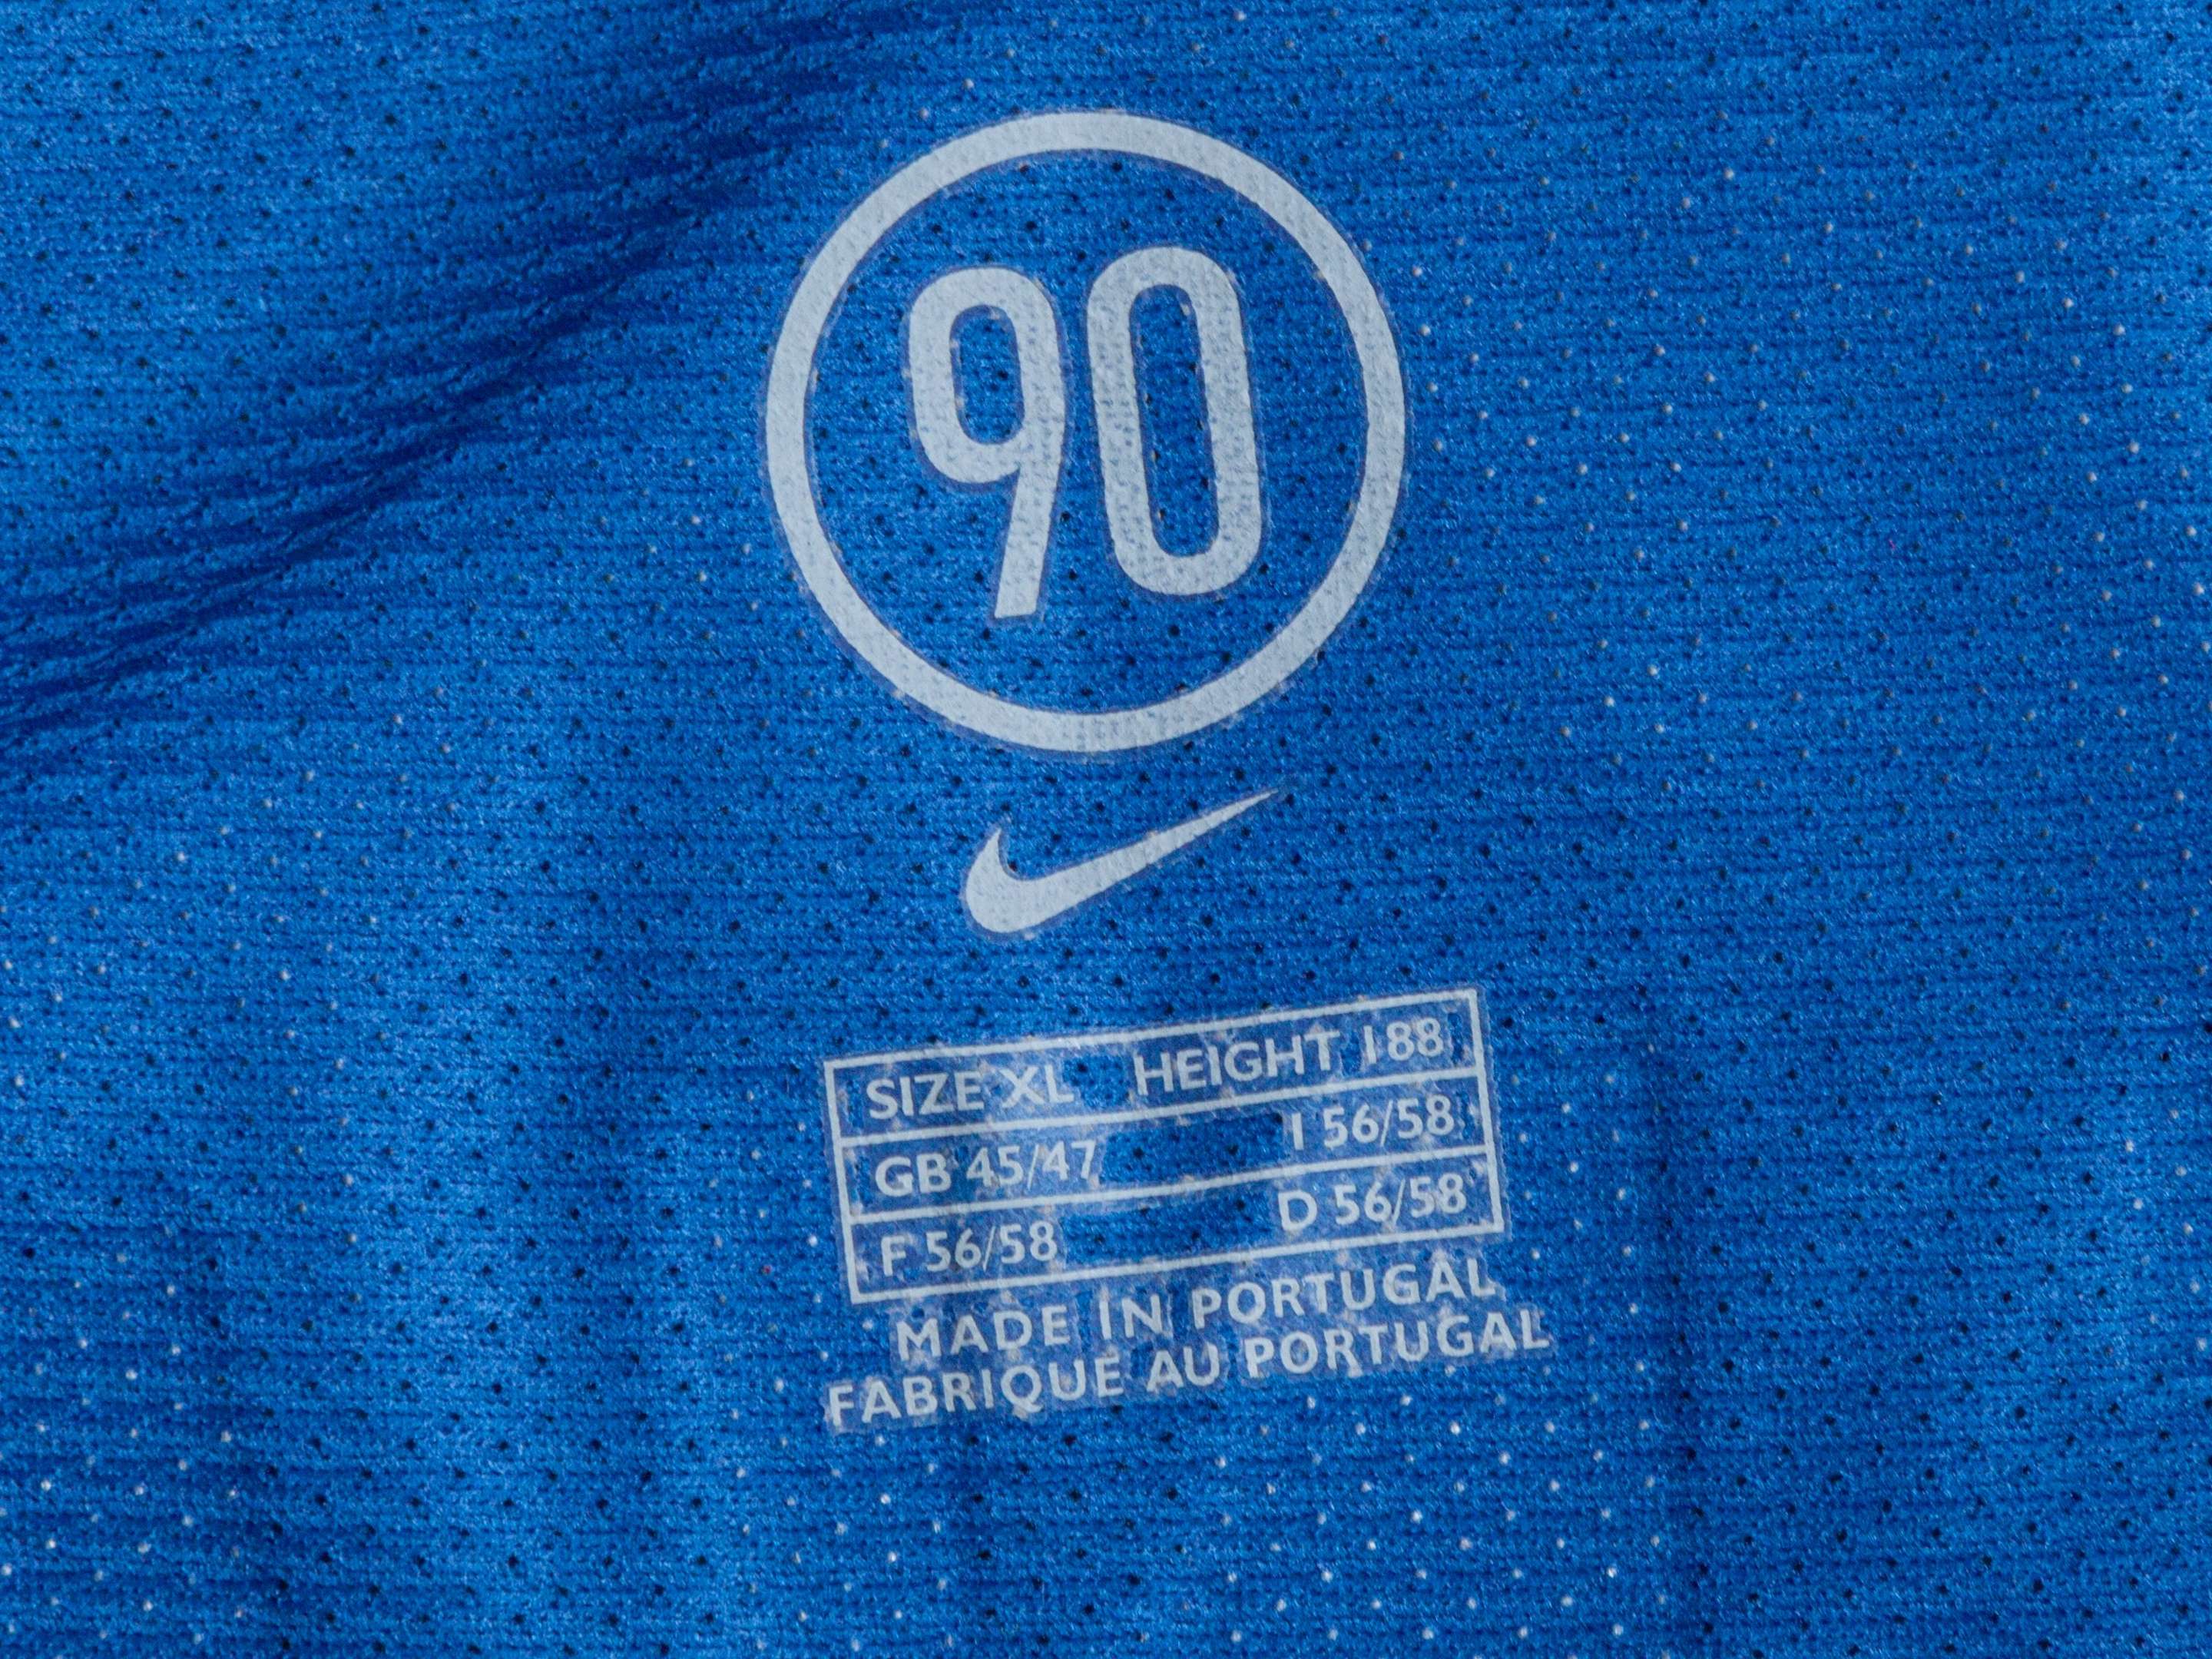 90
SIZE XL HEIGHT 188
GB 45/47 I 56/58
F 56/58 D 56/58
MADE IN PORTUGAL
FABRIQUE AU PORTUGAL